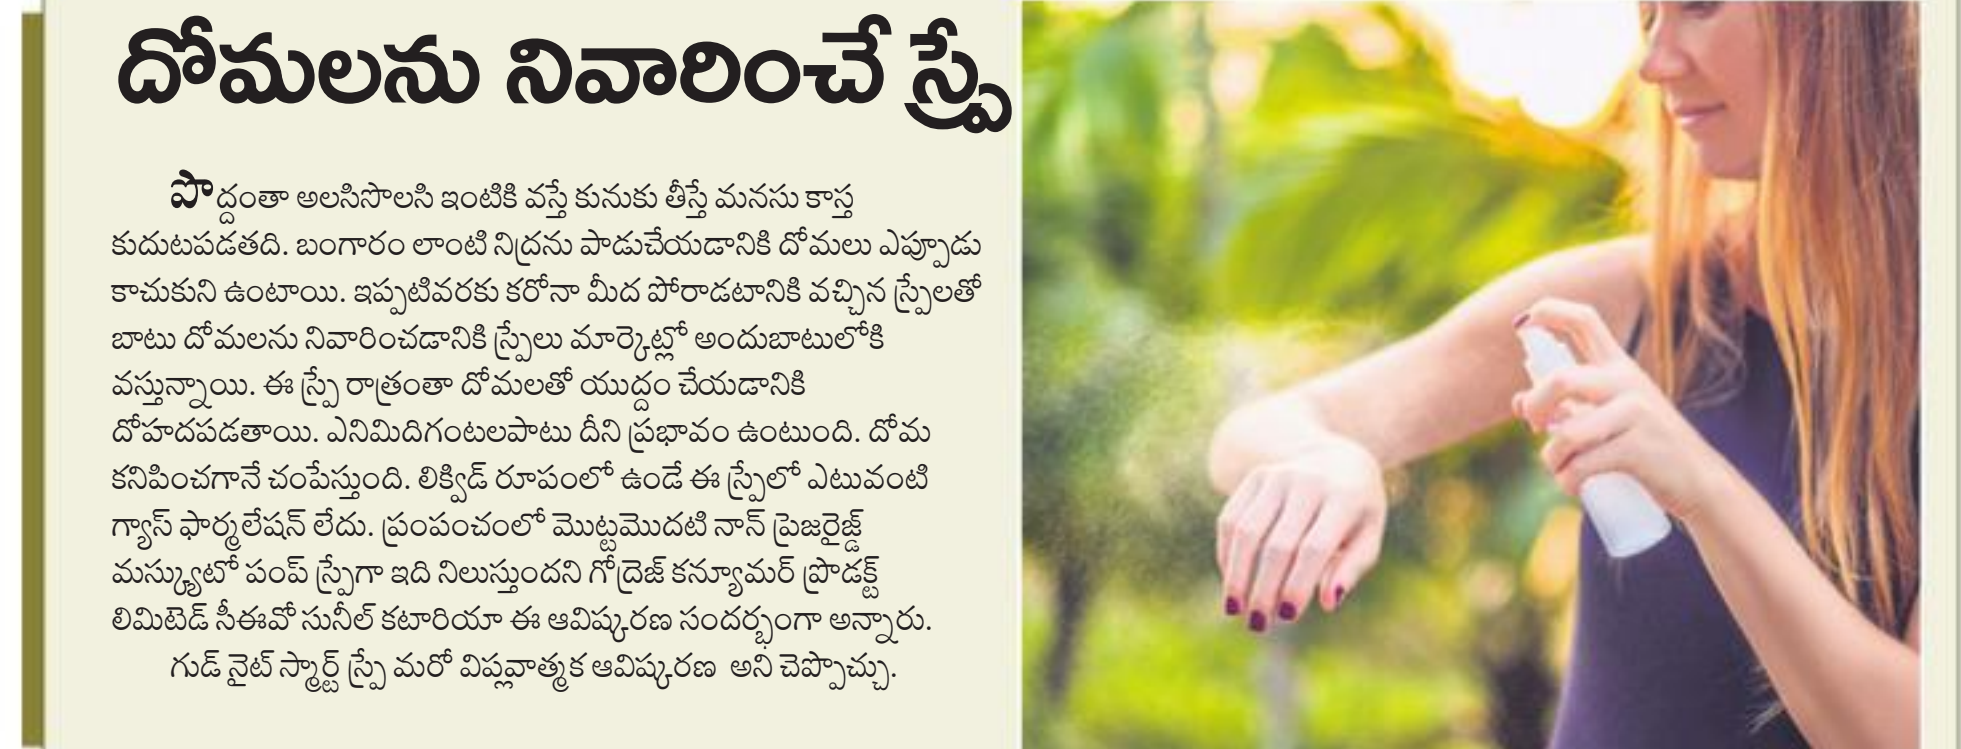 దోమలను నివారించే స్ప్రే
పొద్దంతా అలసిసొలసి ఇంటికి వస్తే కునుకు తీస్తే మనసు కాస్త
కుదుటపడతది. బంగారం లాంటి నిద్రను పాడుచేయడానికి దోమలు ఎప్పూడు
కాచుకుని ఉంటాయి. ఇప్పటివరకు కరోనా మీద పోరాడటానికి వచ్చిన స్ప్రేలతో
బాటు దోమలను నివారించడానికి స్ప్రేలు మార్కెట్లో అందుబాటులోకి
వస్తున్నాయి. ఈ స్ప్రే రాత్రంతా దోమలతో యుద్దం చేయడానికి
దోహదపడతాయి. ఎనిమిదిగంటలపాటు దీని ప్రభావం ఉంటుంది. దోమ
కనిపించగానే చంపేస్తుంది. లిక్విడ్ రూపంలో ఉండే ఈ స్ప్రేలో ఎటువంటి
గ్యాస్ ఫార్మలేషన్ లేదు. ప్రంపంచంలో మొట్టమొదటి నాన్ ప్రెజరైజ్డ్
మస్క్యుటో పంప్ స్ప్రేగా ఇది నిలుస్తుందని గోద్రెజ్ కన్యూమర్ ప్రొడక్ట్
లిమిటెడ్ సీఈవో సునీల్ కటారియా ఈ ఆవిష్కరణ సందర్భంగా అన్నారు.
గుడ్ నైట్ స్మార్ట్ స్ప్రే మరో విప్లవాత్మక ఆవిష్కరణ అని చెప్పొచ్చు.